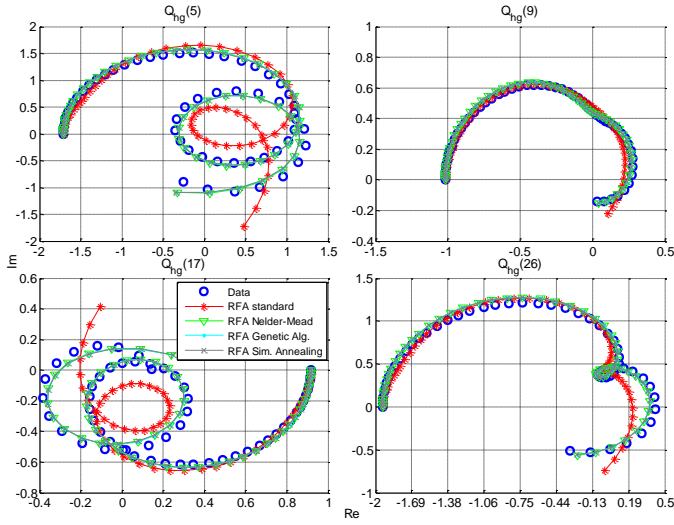 Q_hg(5)
2
1.5
1
0.5
0
-0.5
-1
-1.5
-2
-2 -1.5 -1 -0.5 0 0.5 1 1.5
Q_hg(9)
1
0.8
0.6
0.4
0.2
0
-0.2
-0.4
-1 -0.5 0 0.5
Im
Q_hg(17)
0.6
0.4
0.2
0
-0.2
-0.4
-0.6
-0.8
-0.4 -0.2 0 0.2 0.4 0.6 0.8 1
Data
RFA standard
RFA Nelder-Mead
RFA Genetic Alg.
RFA Sim. Annealing
Q_hg(26)
1.5
1
0.5
0
-0.5
-1
-2 -1.69 -1.38 -1.06 -0.75 -0.44 -0.13 0.19 0.5
Re